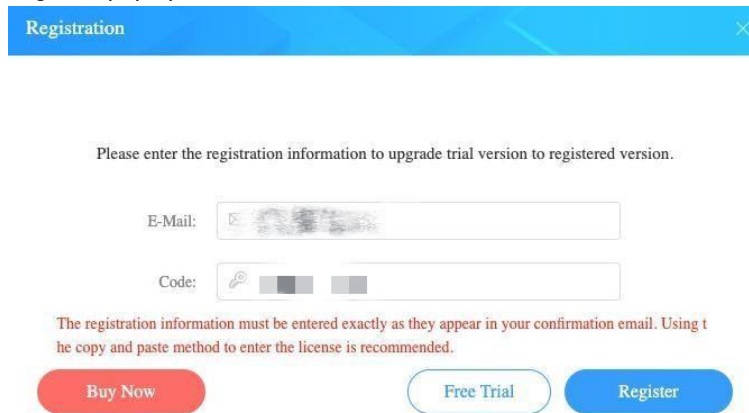 Registration
Please enter the registration information to upgrade trial version to registered version.
E-Mail:
Code:
The registration information must be entered exactly as they appear in your confirmation email. Using t
he copy and paste method to enter the license is recommended.
Buy Now
Free Trial
Register